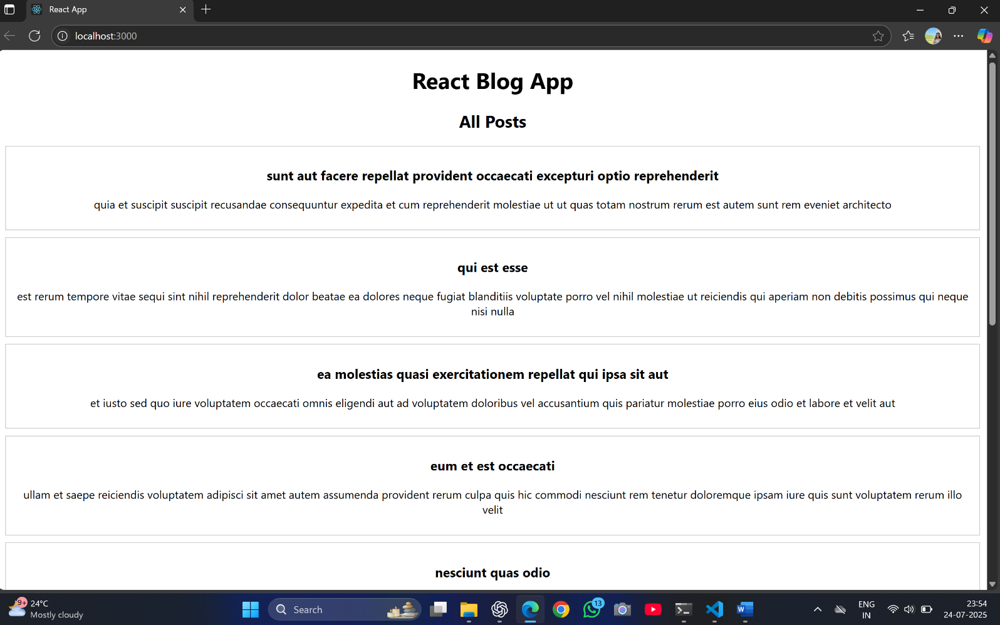 React App
localhost:3000
React Blog App
All Posts
sunt aut facere repellat provident occaecati excepturi optio reprehenderit
quia et suscipit suscipit recusandae consequuntur expedita et cum reprehenderit molestiae ut ut quas totam nostrum rerum est autem sunt rem eveniet architecto
qui est esse
est rerum tempore vitae sequi sint nihil reprehenderit dolor beatae ea dolores neque fugiat blanditiis voluptate porro vel nihil molestiae ut reiciendis qui aperiam non debitis possimus qui neque
nisi nulla
ea molestias quasi exercitationem repellat qui ipsa sit aut
et iusto sed quo iure voluptatem occaecati omnis eligendi aut ad voluptatem doloribus vel accusantium quis pariatur molestiae porro eius odio et labore et velit aut
eum et est occaecati
ullam et saepe reiciendis voluptatem adipisci sit amet autem assumenda provident rerum culpa quis hic commodi nesciunt rem tenetur doloremque ipsam iure quis sunt voluptatem rerum illo
velit
nesciunt quas odio
9+
24°C
Mostly cloudy
Search
13
W
ENG
IN
23:54
24-07-2025